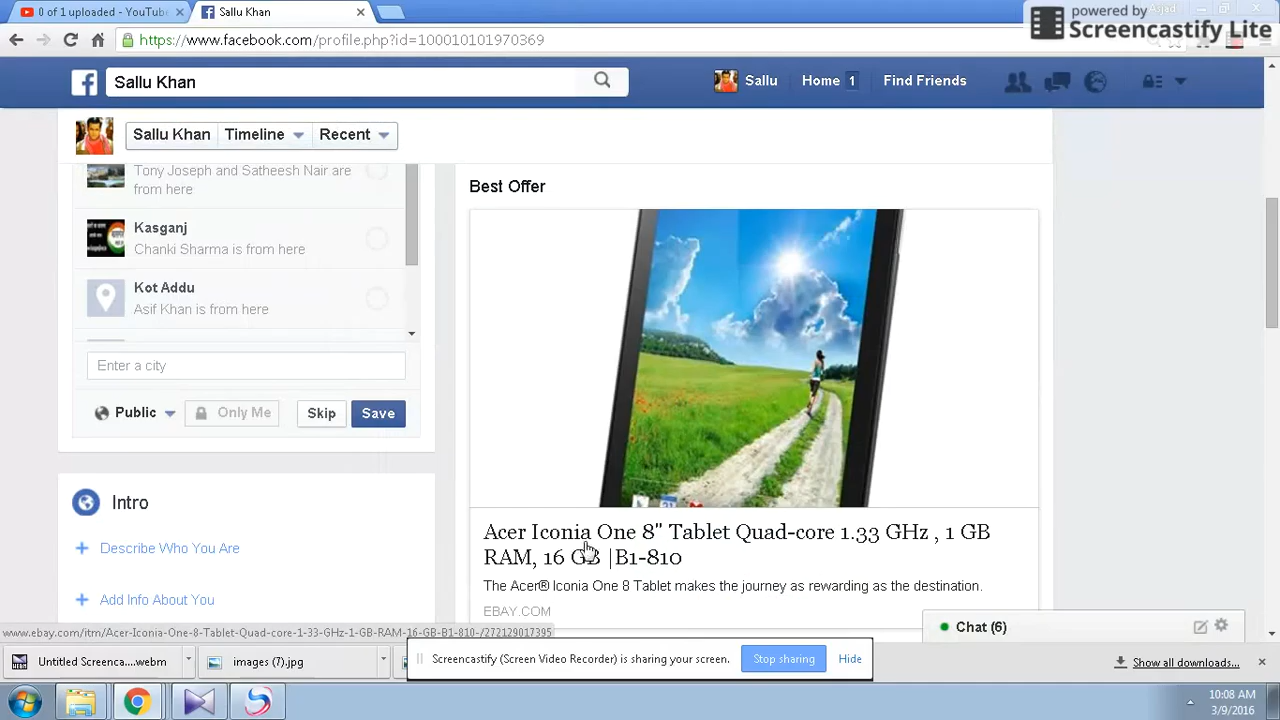 0 of 1 uploaded - YouTube
Sallu Khan
powered by
Screencastify Lite
https://www.facebook.com/
Sallu Khan
Sallu
Home 1
Find Friends
Sallu Khan
Timeline
Recent
Tony Joseph and Satheesh Nair are
from here
Kasganj
Chanki Sharma is from here
Kot Addu
Asif Khan is from here
Enter a city
Public
Only Me
Skip
Save
Intro
Describe Who You Are
Add Info About You
Best Offer
Acer Iconia One 8" Tablet Quad-core 1.33 GHz , 1 GB
RAM, 16 GB |B1-810
The Acer® Iconia One 8 Tablet makes the journey as rewarding as the destination.
EBAY.COM
Chat (6)
www.ebay.com/itm/Acer-Iconia-One-8-Tablet-Quad-core-1-33-GHz-1-GB-RAM-16-GB-B1-810-/272129017395
Untitled Screenca....webm
images (7).jpg
Screencastify (Screen Video Recorder) is sharing your screen.
Stop sharing
Hide
Show all downloads...
10:08 AM
3/9/2016